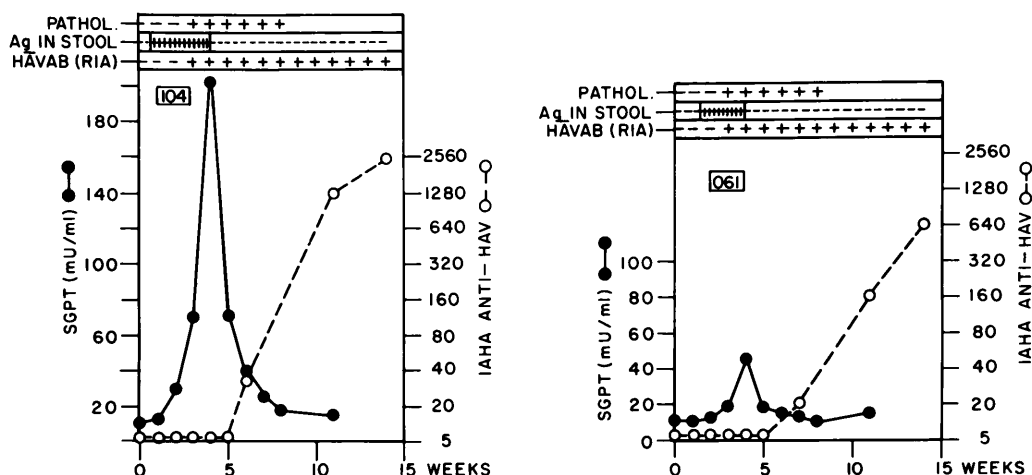 PATHOL. - - - + + + + + +
Ag IN STOOL
HAVAB (RIA) - - - + + + + + + + + + + + +
104
180
140
100
60
20
SGPT (mU/ml)
2560
1280
640
320
160
80
40
20
10
5
IAHA ANTI-HAV
0 5 10 15 WEEKS
PATHOL. - - - + + + + + +
Ag IN STOOL
HAVAB (RIA) - - - + + + + + + + + + + + +
061
100
80
60
40
20
0
SGPT (mU/ml)
2560
1280
640
320
160
80
40
20
10
5
IAHA ANTI-HAV
0 5 10 15 WEEKS